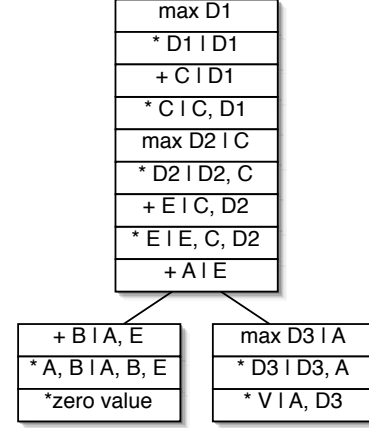 max D1
* D1 I D1
+ C I D1
* C I C, D1
max D2 I C
* D2 I D2, C
+ E I C, D2
* E I E, C, D2
+ A I E
+ B I A, E
* A, B I A, B, E
*zero value
max D3 I A
* D3 I D3, A
* V I A, D3